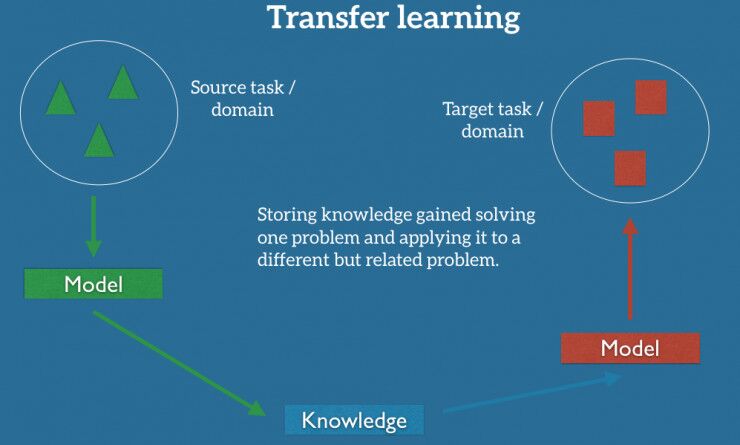 Transfer learning
Source task /
domain
Target task /
domain
Storing knowledge gained solving
one problem and applying it to a
different but related problem.
Model
Model
Knowledge